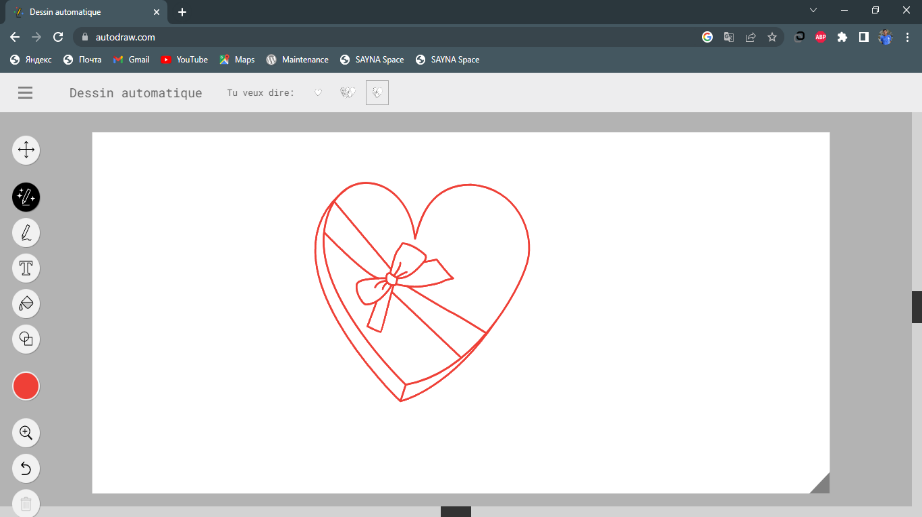 Dessin automatique
autodraw.com
ABP
Яндекс Почта Gmail YouTube Maps Maintenance SAYNA Space SAYNA Space
Dessin automatique Tu veux dire:
T